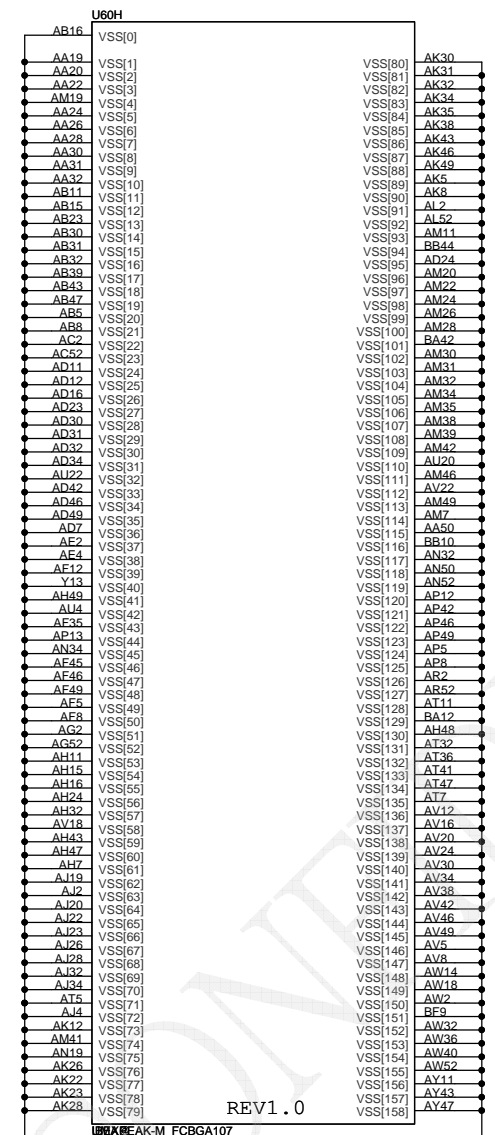 U60H
AB16 VSS[0]
AA19 VSS[1] VSS[80] AK30
AA20 VSS[2] VSS[81] AK31
AA22 VSS[3] VSS[82] AK32
AM19 VSS[4] VSS[83] AK34
AA24 VSS[5] VSS[84] AK35
AA26 VSS[6] VSS[85] AK38
AA28 VSS[7] VSS[86] AK43
AA30 VSS[8] VSS[87] AK46
AA31 VSS[9] VSS[88] AK49
AA32 VSS[10] VSS[89] AK5
AB11 VSS[11] VSS[90] AK8
AB15 VSS[12] VSS[91] AL2
AB23 VSS[13] VSS[92] AL52
AB30 VSS[14] VSS[93] AM11
AB31 VSS[15] VSS[94] BB44
AB32 VSS[16] VSS[95] AD24
AB39 VSS[17] VSS[96] AM20
AB43 VSS[18] VSS[97] AM22
AB47 VSS[19] VSS[98] AM24
AB5 VSS[20] VSS[99] AM26
AB8 VSS[21] VSS[100] AM28
AC2 VSS[22] VSS[101] BA42
AC52 VSS[23] VSS[102] AM30
AD11 VSS[24] VSS[103] AM31
AD12 VSS[25] VSS[104] AM32
AD16 VSS[26] VSS[105] AM34
AD23 VSS[27] VSS[106] AM35
AD30 VSS[28] VSS[107] AM38
AD31 VSS[29] VSS[108] AM39
AD32 VSS[30] VSS[109] AM42
AD34 VSS[31] VSS[110] AU20
AU22 VSS[32] VSS[111] AM46
AD42 VSS[33] VSS[112] AV22
AD46 VSS[34] VSS[113] AM49
AD49 VSS[35] VSS[114] AM7
AD7 VSS[36] VSS[115] AA50
AE2 VSS[37] VSS[116] BB10
AE4 VSS[38] VSS[117] AN32
AF12 VSS[39] VSS[118] AN50
Y13 VSS[40] VSS[119] AN52
AH49 VSS[41] VSS[120] AP12
AU4 VSS[42] VSS[121] AP42
AF35 VSS[43] VSS[122] AP46
AP13 VSS[44] VSS[123] AP49
AN34 VSS[45] VSS[124] AP5
AF45 VSS[46] VSS[125] AP8
AF46 VSS[47] VSS[126] AR2
AF49 VSS[48] VSS[127] AR52
AF5 VSS[49] VSS[128] AT11
AF8 VSS[50] VSS[129] BA12
AG2 VSS[51] VSS[130] AH48
AG52 VSS[52] VSS[131] AT32
AH11 VSS[53] VSS[132] AT36
AH15 VSS[54] VSS[133] AT41
AH16 VSS[55] VSS[134] AT47
AH24 VSS[56] VSS[135] AT7
AH32 VSS[57] VSS[136] AV12
AV18 VSS[58] VSS[137] AV16
AH43 VSS[59] VSS[138] AV20
AH47 VSS[60] VSS[139] AV24
AH7 VSS[61] VSS[140] AV30
AJ19 VSS[62] VSS[141] AV34
AJ2 VSS[63] VSS[142] AV38
AJ20 VSS[64] VSS[143] AV42
AJ22 VSS[65] VSS[144] AV46
AJ23 VSS[66] VSS[145] AV49
AJ26 VSS[67] VSS[146] AV5
AJ28 VSS[68] VSS[147] AV8
AJ32 VSS[69] VSS[148] AW14
AJ34 VSS[70] VSS[149] AW18
AT5 VSS[71] VSS[150] AW2
AJ4 VSS[72] VSS[151] BF9
AK12 VSS[73] VSS[152] AW32
AM41 VSS[74] VSS[153] AW36
AN19 VSS[75] VSS[154] AW40
AK26 VSS[76] VSS[155] AW52
AK22 VSS[77] VSS[156] AY11
AK23 VSS[78] VSS[157] AY43
AK28 VSS[79] VSS[158] AY47
REV1.0
FCBGA107